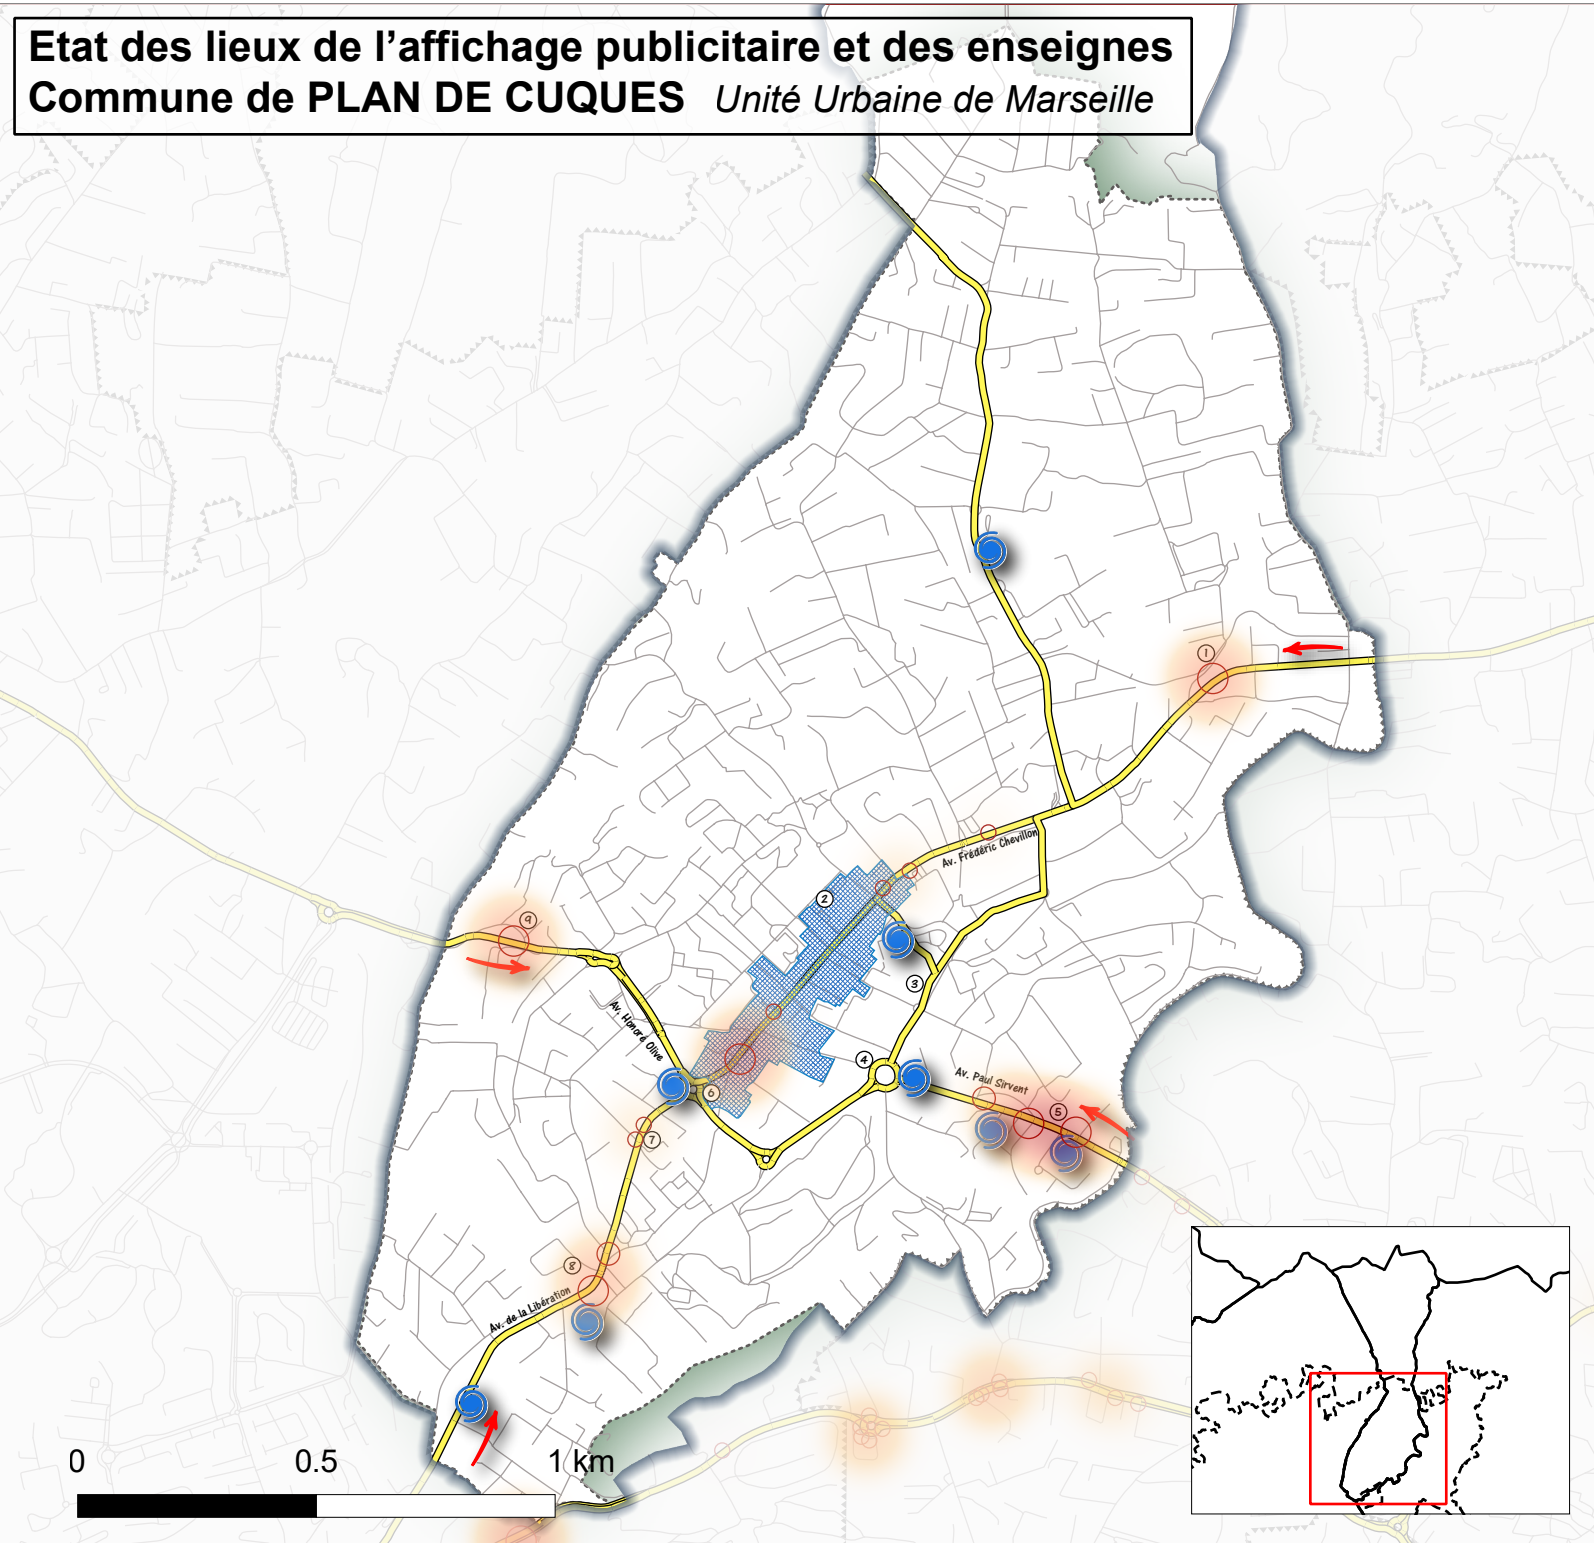 Etat des lieux de l’affichage publicitaire et des enseignes
Commune de PLAN DE CUQUES Unité Urbaine de Marseille
1
Av. Frédéric Chevillon
2
9
3
Av. Honoré Olive
4
Av. Paul Sirvent
6
5
7
8
Av. de la Libération
0 0.5 1 km